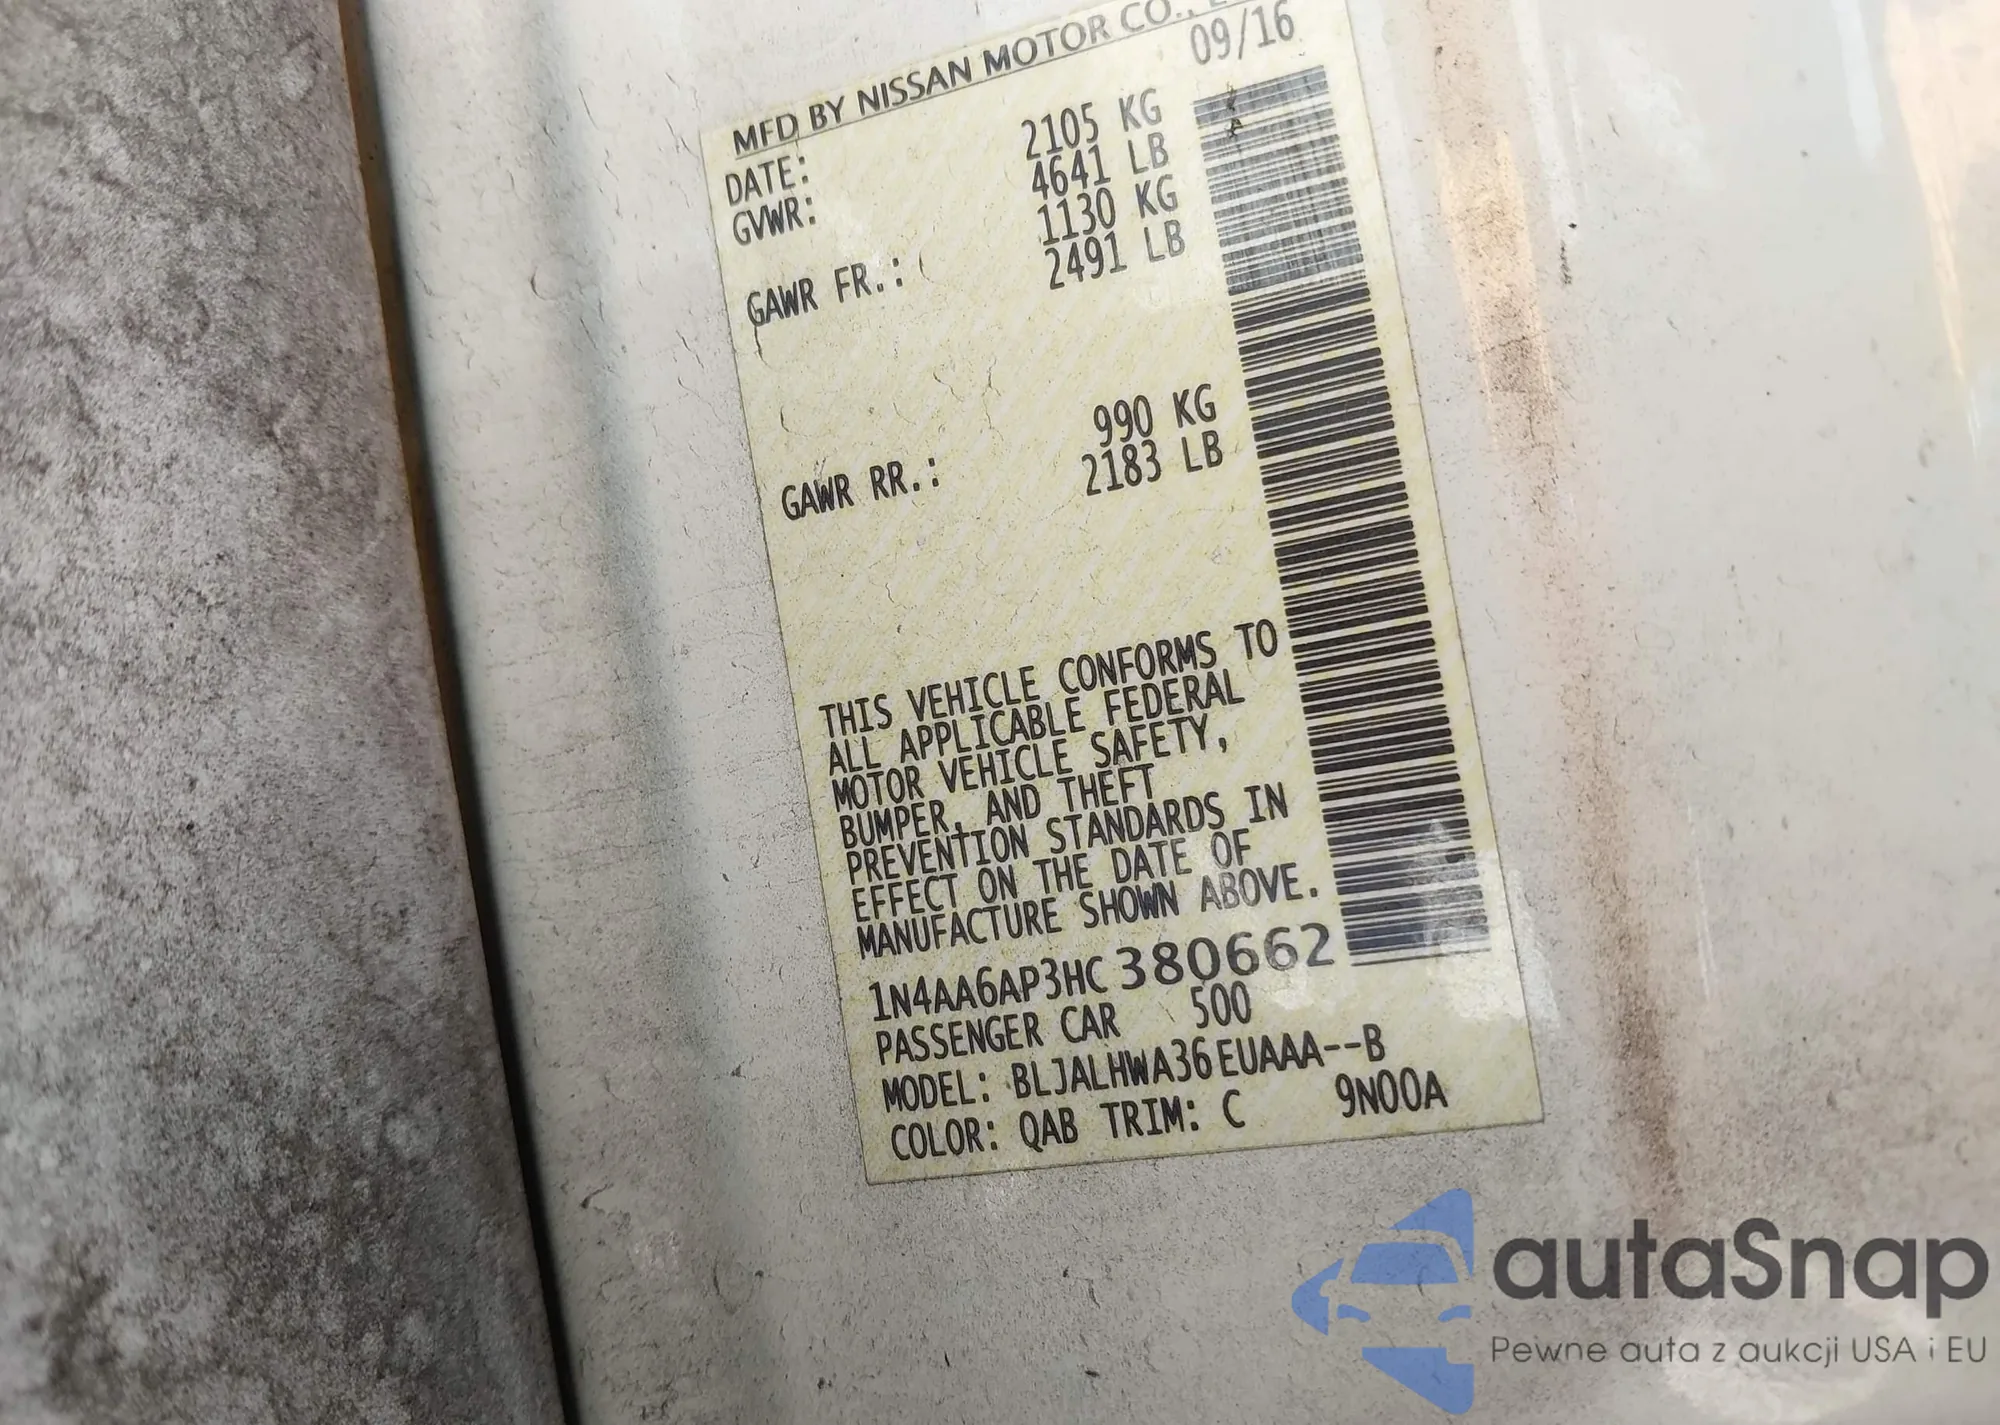 MFD BY NISSAN MOTOR CO.,
DATE: 09/16
GVWR: 2105 KG
4641 LB
GAWR FR.: 1130 KG
2491 LB
GAWR RR.: 990 KG
2183 LB
THIS VEHICLE CONFORMS TO
ALL APPLICABLE FEDERAL
MOTOR VEHICLE SAFETY,
BUMPER, AND THEFT
PREVENTION STANDARDS IN
EFFECT ON THE DATE OF
MANUFACTURE SHOWN ABOVE.
1N4AA6AP3HC380662
PASSENGER CAR 500
MODEL: BLJALHWA36EUAAA--B
COLOR: QAB TRIM: C 9N00A
autaSnap
Pewne auta z aukcji USA i EU